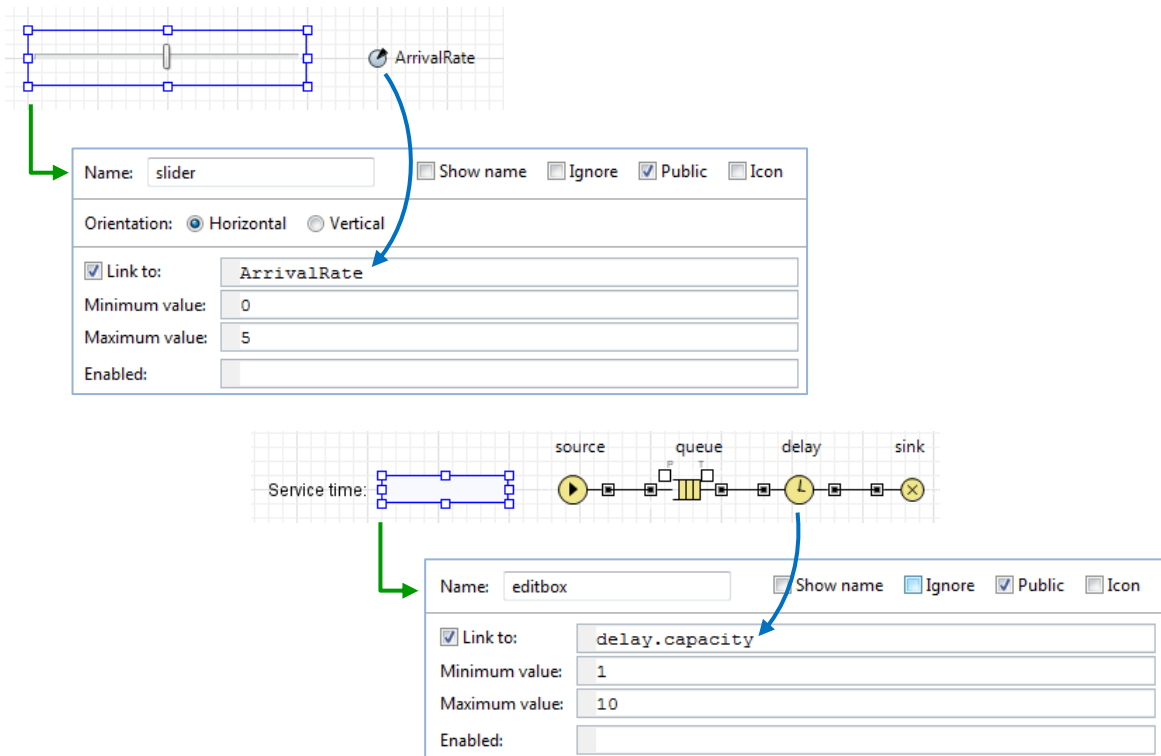 ArrivalRate
Name: slider Show name Ignore Public Icon
Orientation: Horizontal Vertical
Link to: ArrivalRate
Minimum value: 0
Maximum value: 5
Enabled:
source queue delay sink
P T
Service time:
Name: editbox Show name Ignore Public Icon
Link to: delay.capacity
Minimum value: 1
Maximum value: 10
Enabled: